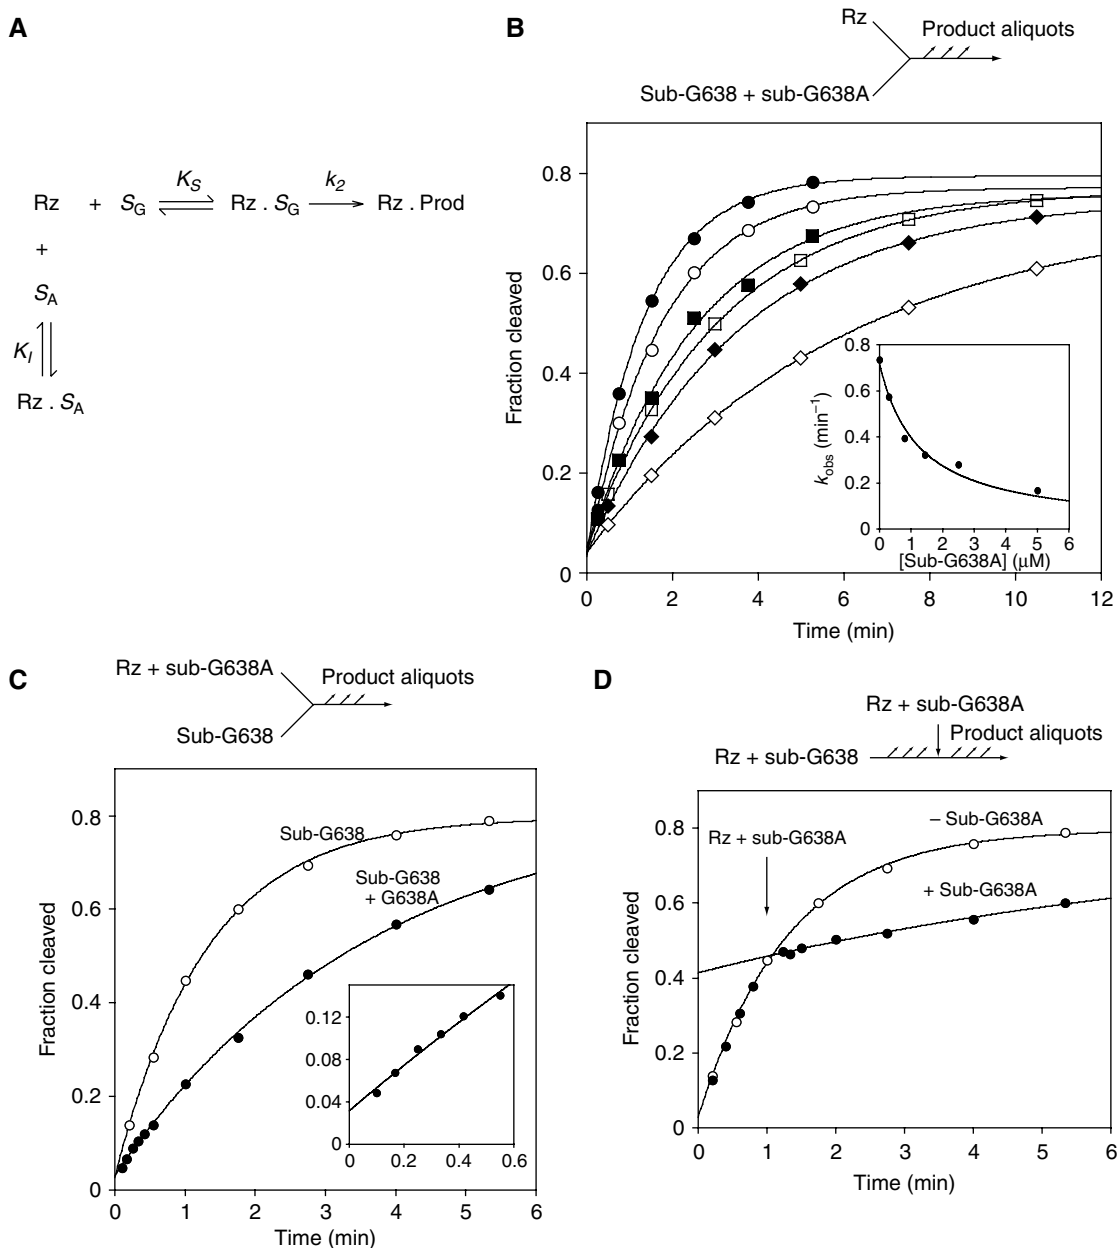 A
Rz + S_G K_S Rz . S_G k_2 Rz . Prod
+
S_A
K_I
Rz . S_A
B
Rz
Product aliquots
Sub-G638 + sub-G638A
Fraction cleaved
0.8
0.6
0.4
0.2
0
0 2 4 6 8 10 12
Time (min)
k_obs (min⁻¹)
0.8
0.6
0.4
0.2
0
0 1 2 3 4 5 6
[Sub-G638A] (μM)
C
Rz + sub-G638A
Product aliquots
Sub-G638
Fraction cleaved
0.8
0.6
0.4
0.2
0
Sub-G638
Sub-G638
+ G638A
0.12
0.08
0.04
0
0 0.2 0.4 0.6
0 1 2 3 4 5 6
Time (min)
D
Rz + sub-G638A
Product aliquots
Rz + sub-G638
Fraction cleaved
0.8
0.6
0.4
0.2
0
Rz + sub-G638A
– Sub-G638A
+ Sub-G638A
0 1 2 3 4 5 6
Time (min)